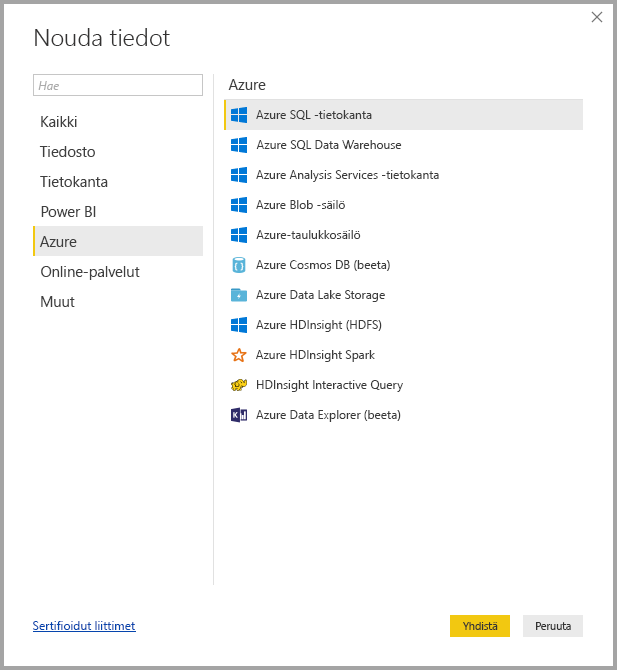 Nouda tiedot
Hae
Kaikki
Tiedosto
Tietokanta
Power BI
Azure
Online-palvelut
Muut
Azure
Azure SQL -tietokanta
Azure SQL Data Warehouse
Azure Analysis Services -tietokanta
Azure Blob -säilö
Azure-taulukkosäilö
Azure Cosmos DB (beeta)
Azure Data Lake Storage
Azure HDInsight (HDFS)
Azure HDInsight Spark
HDInsight Interactive Query
Azure Data Explorer (beeta)
Sertifioidut liittimet
Yhdistä
Peruuta